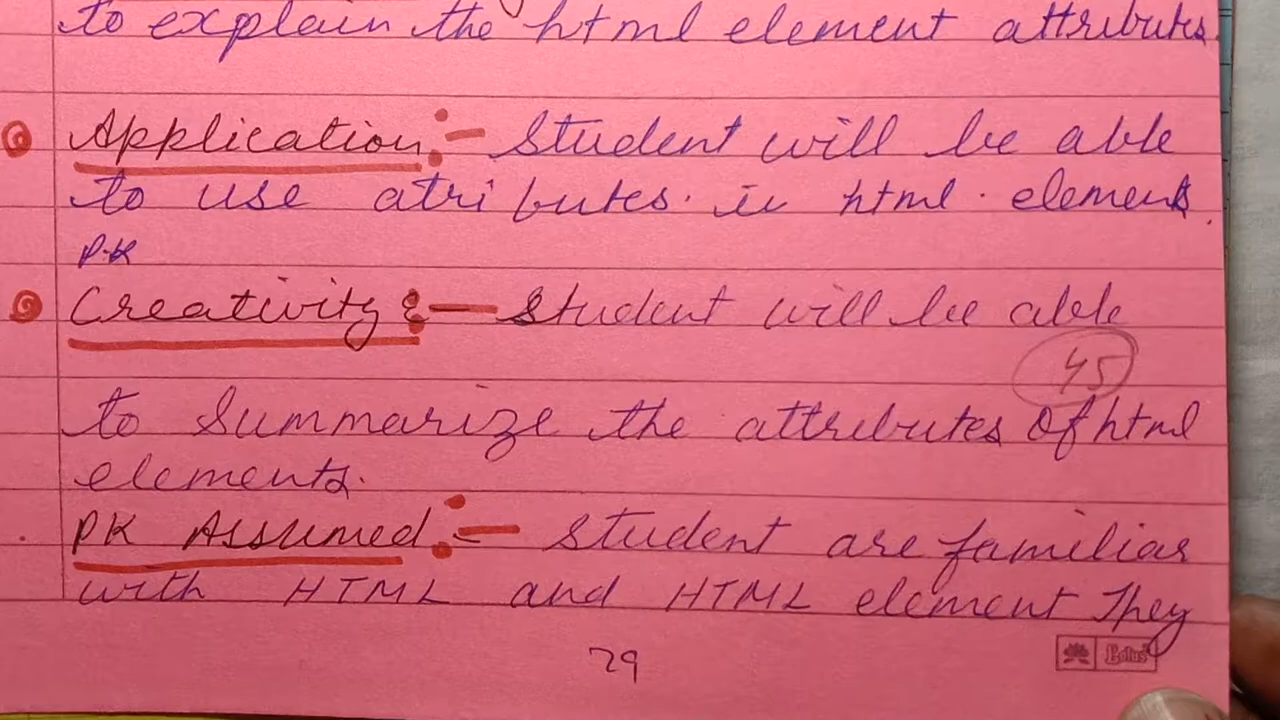 to explain the html element attributes.
Application:- Student will be able
to use atributes. in html. elements.
P.K
Creativity:- Student will be able
45
to Summarize the attributes of html
elements.
PK Assumed:- Student are familiar
with HTML and HTML element They
29
Lotus